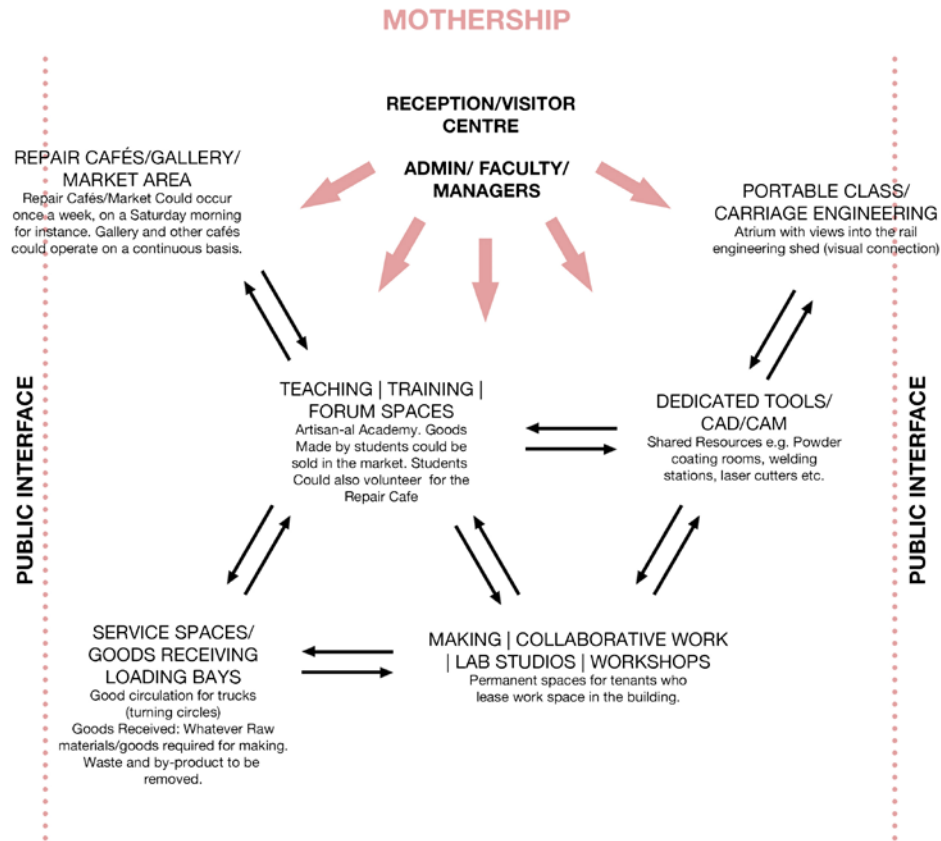 MOTHERSHIP
RECEPTION/VISITOR
CENTRE
ADMIN/ FACULTY/
MANAGERS
REPAIR CAFÉS/GALLERY/
MARKET AREA
Repair Cafés/Market Could occur
once a week, on a Saturday morning
for instance. Gallery and other cafés
could operate on a continuous basis.
PORTABLE CLASS/
CARRIAGE ENGINEERING
Atrium with views into the rail
engineering shed (visual connection)
PUBLIC INTERFACE
TEACHING | TRAINING |
FORUM SPACES
Artisan-al Academy. Goods
Made by students could be
sold in the market. Students
Could also volunteer for the
Repair Cafe
DEDICATED TOOLS/
CAD/CAM
Shared Resources e.g. Powder
coating rooms, welding
stations, laser cutters etc.
PUBLIC INTERFACE
SERVICE SPACES/
GOODS RECEIVING
LOADING BAYS
Good circulation for trucks
(turning circles)
Goods Received: Whatever Raw
materials/goods required for making.
Waste and by-product to be
removed.
MAKING | COLLABORATIVE WORK
| LAB STUDIOS | WORKSHOPS
Permanent spaces for tenants who
lease work space in the building.